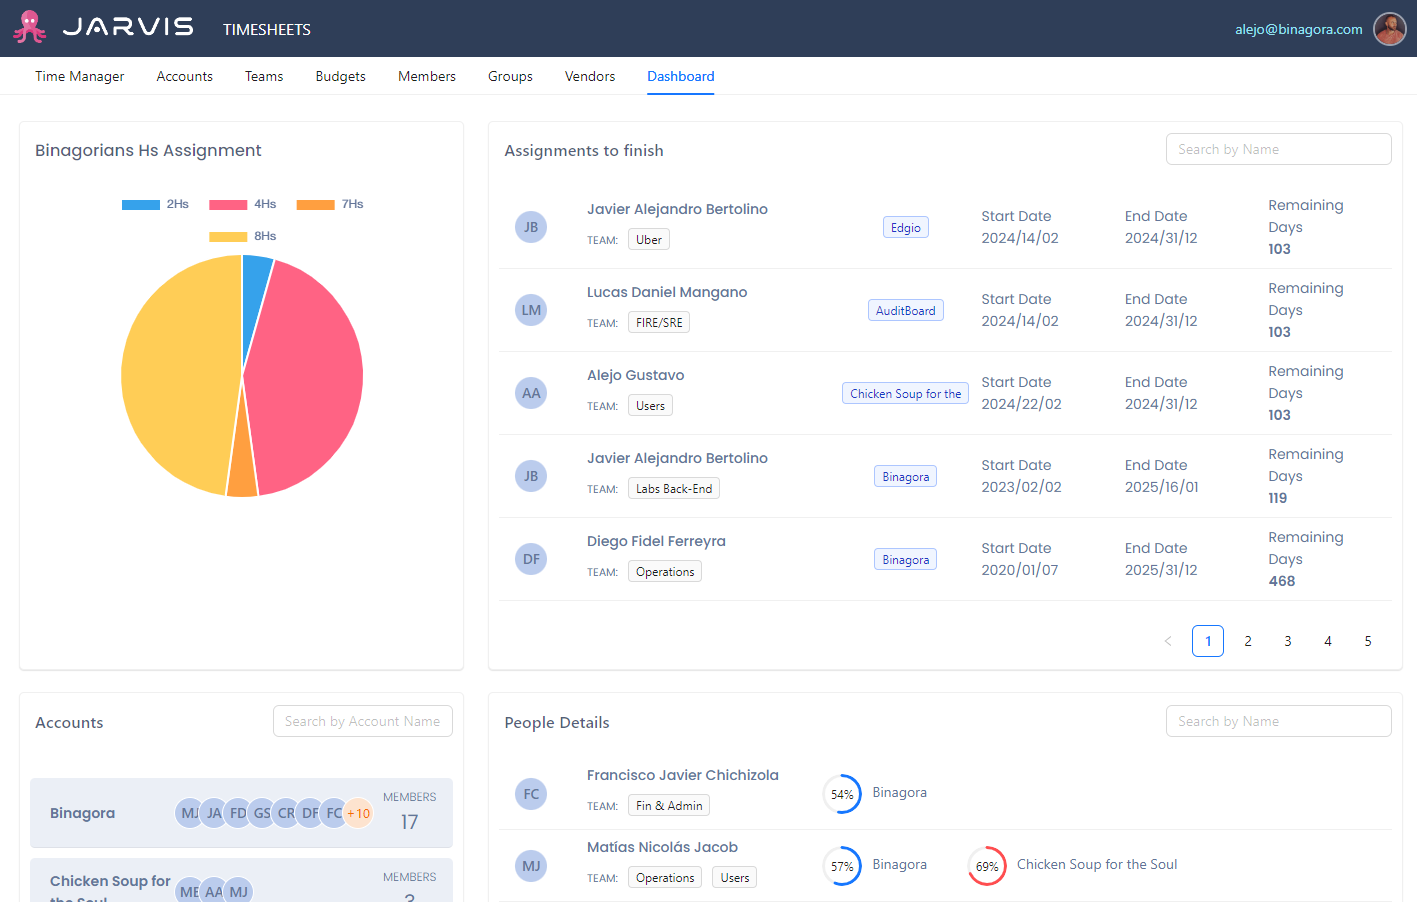 JARVIS TIMESHEETS alejo@binagora.com
Time Manager Accounts Teams Budgets Members Groups Vendors Dashboard
Binagorians Hs Assignment
2Hs 4Hs 7Hs
8Hs
Assignments to finish Search by Name
JB Javier Alejandro Bertolino
TEAM: Uber
Edgio
Start Date
2024/14/02
End Date
2024/31/12
Remaining
Days
103
LM Lucas Daniel Mangano
TEAM: FIRE/SRE
AuditBoard
Start Date
2024/14/02
End Date
2024/31/12
Remaining
Days
103
AA Alejo Gustavo
TEAM: Users
Chicken Soup for the
Start Date
2024/22/02
End Date
2024/31/12
Remaining
Days
103
JB Javier Alejandro Bertolino
TEAM: Labs Back-End
Binagora
Start Date
2023/02/02
End Date
2025/16/01
Remaining
Days
119
DF Diego Fidel Ferreyra
TEAM: Operations
Binagora
Start Date
2020/01/07
End Date
2025/31/12
Remaining
Days
468
< 1 2 3 4 5
Accounts Search by Account Name
Binagora MJ JA FD GS CR DF FC +10
MEMBERS
17
Chicken Soup for
MEMBERS
AA MJ
People Details Search by Name
FC Francisco Javier Chichizola
TEAM: Fin & Admin
54% Binagora
MJ Matías Nicolás Jacob
TEAM: Operations Users
57% Binagora 69% Chicken Soup for the Soul